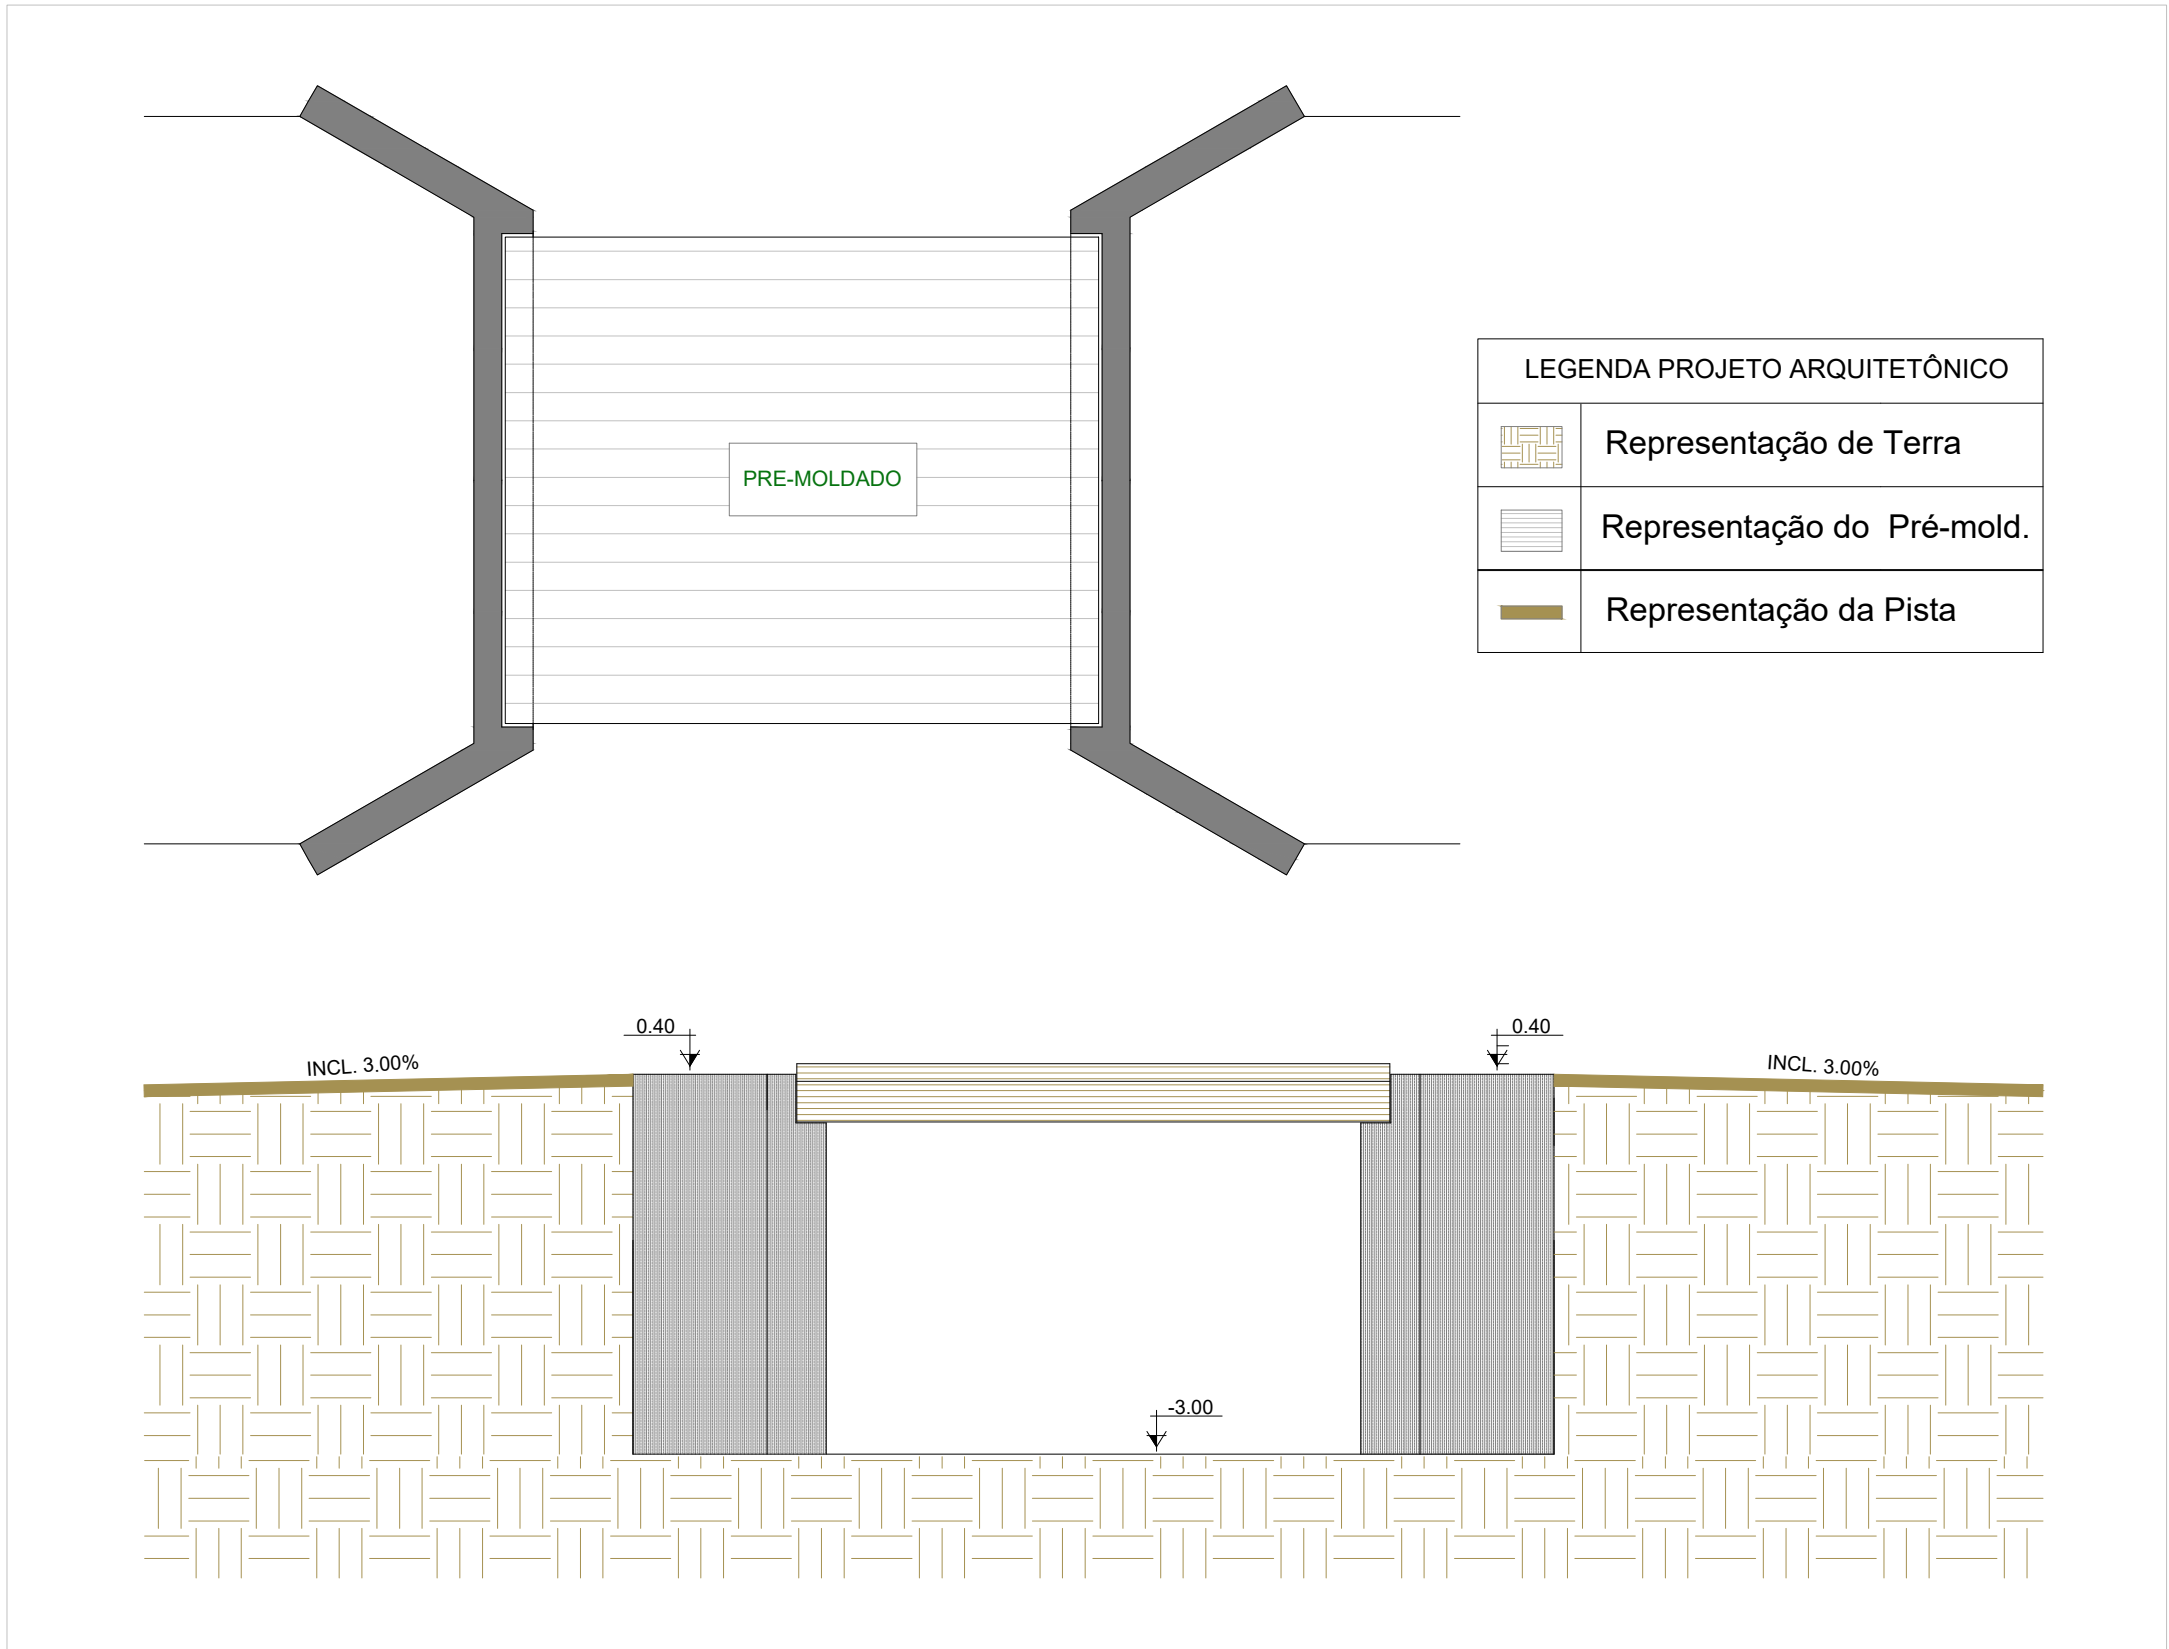 LEGENDA PROJETO ARQUITETÔNICO
Representação de Terra
PRE-MOLDADO
Representação do Pré-mold.
Representação da Pista
0.40
0.40
INCL. 3.00%
INCL. 3.00%
-3.00